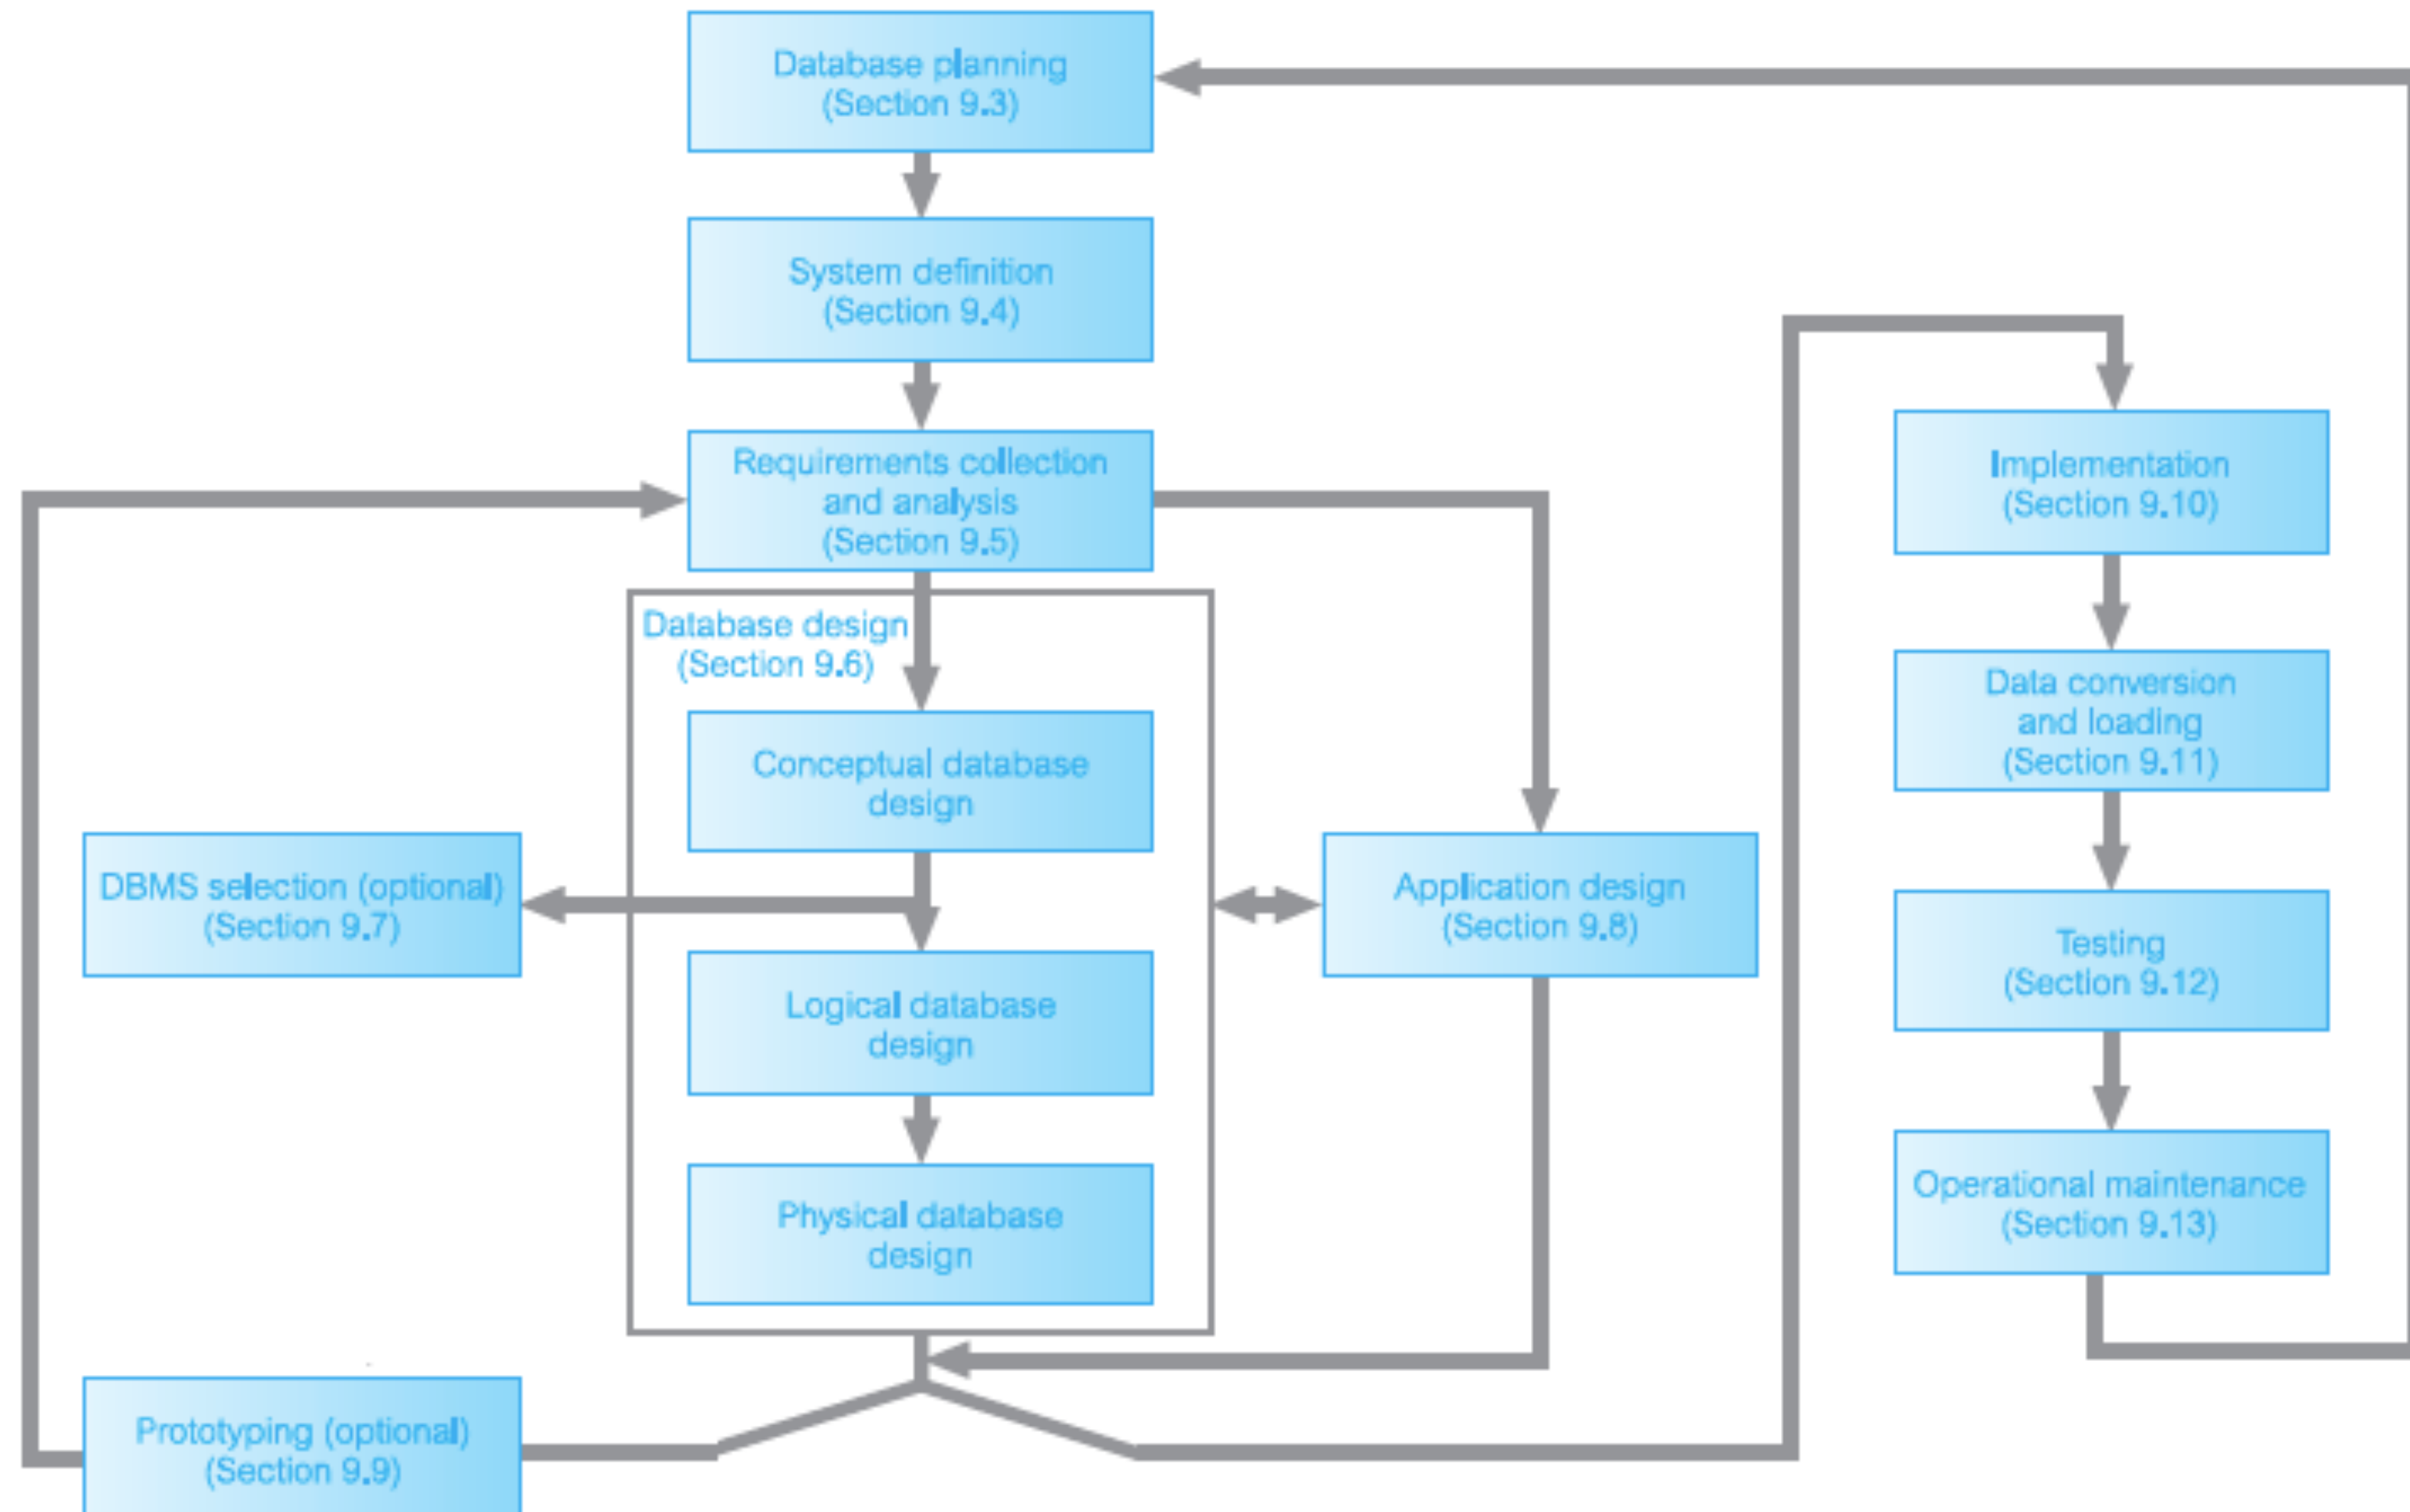 Database planning
(Section 9.3)
System definition
(Section 9.4)
Requirements collection
and analysis
(Section 9.5)
Database design
(Section 9.6)
Conceptual database
design
DBMS selection (optional)
(Section 9.7)
Application design
(Section 9.8)
Logical database
design
Physical database
design
Prototyping (optional)
(Section 9.9)
Implementation
(Section 9.10)
Data conversion
and loading
(Section 9.11)
Testing
(Section 9.12)
Operational maintenance
(Section 9.13)